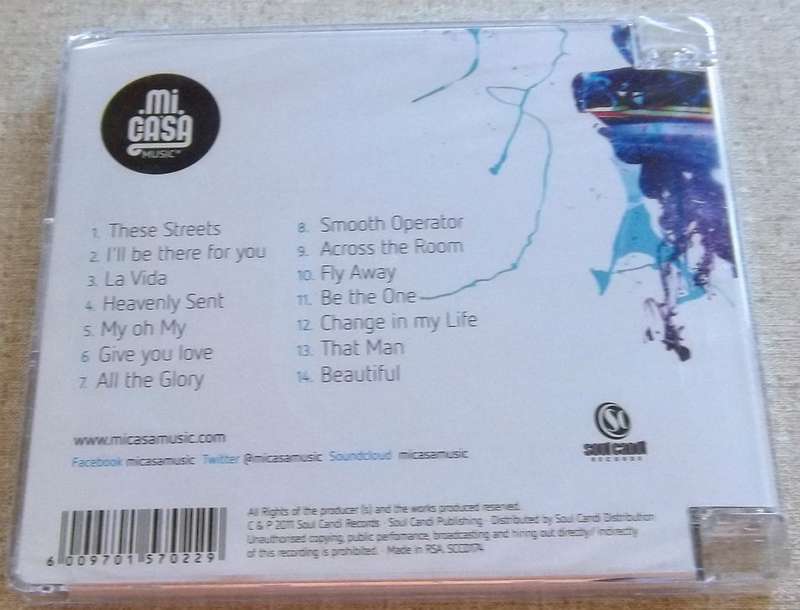 .mi.
CASA
MUSIC
1. These Streets
2. I'll be there for you
3. La Vida
4. Heavenly Sent
5. My oh My
6 Give you love
7. All the Glory
8. Smooth Operator
9. Across the Room
10. Fly Away
11. Be the One
12. Change in my Life
13. That Man
14. Beautiful
www.micasamusic.com
Facebook micasamusic Twitter @micasamusic Soundcloud micasamusic
So
soul candi
RECORDS
All Rights of the producer (s) and the works produced reserved.
C & P 2011 Soul Candi Records · Soul Candi Publishing · Distributed by Soul Candi Distribution
Unauthorised copying, public perfomance, broadcasting and hiring out directly/ indirectly
of this recording is prohibited. · Made in RSA. SCCD174
6 009701 570229